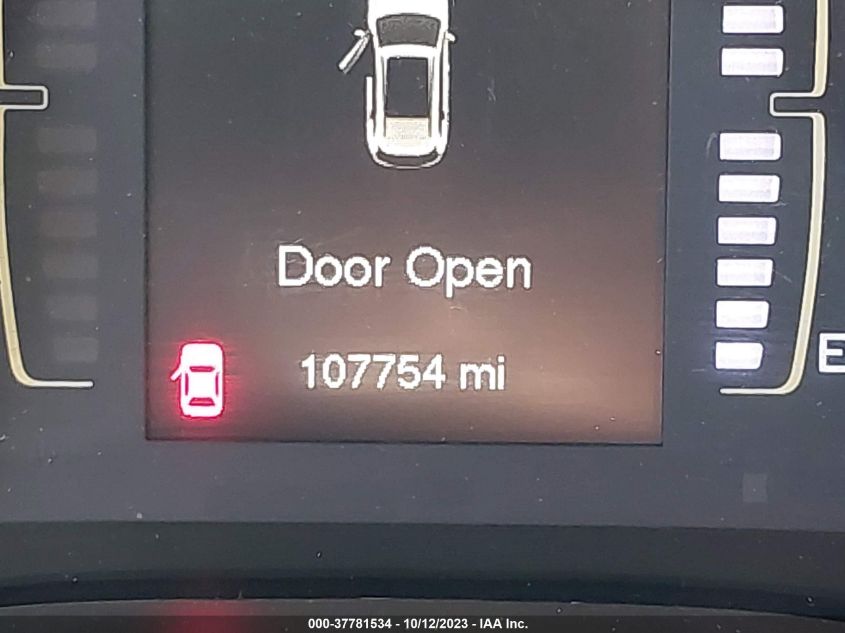 Door Open
107754 mi
E
000-37781534 - 10/12/2023 - IAA Inc.